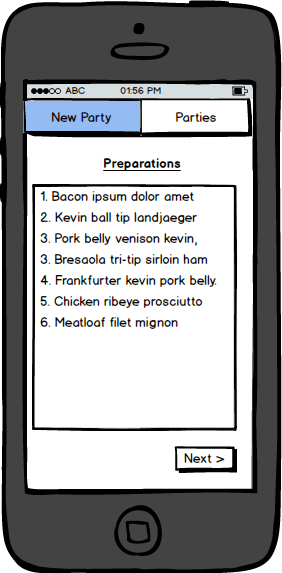 ABC 01:56 PM
New Party Parties
Preparations
1. Bacon ipsum dolor amet
2. Kevin ball tip landjaeger
3. Pork belly venison kevin,
3. Bresaola tri-tip sirloin ham
4. Frankfurter kevin pork belly.
5. Chicken ribeye prosciutto
6. Meatloaf filet mignon
Next >